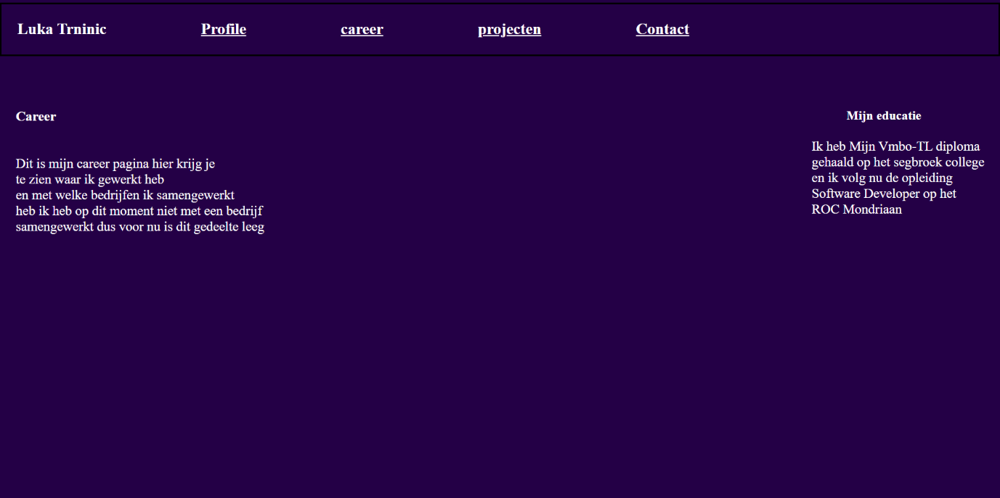 Luka Trninic Profile career projecten Contact
Career
Dit is mijn career pagina hier krijg je
te zien waar ik gewerkt heb
en met welke bedrijfen ik samengewerkt
heb ik heb op dit moment niet met een bedrijf
samengewerkt dus voor nu is dit gedeelte leeg
Mijn educatie
Ik heb Mijn Vmbo-TL diploma
gehaald op het segbroek college
en ik volg nu de opleiding
Software Developer op het
ROC Mondriaan